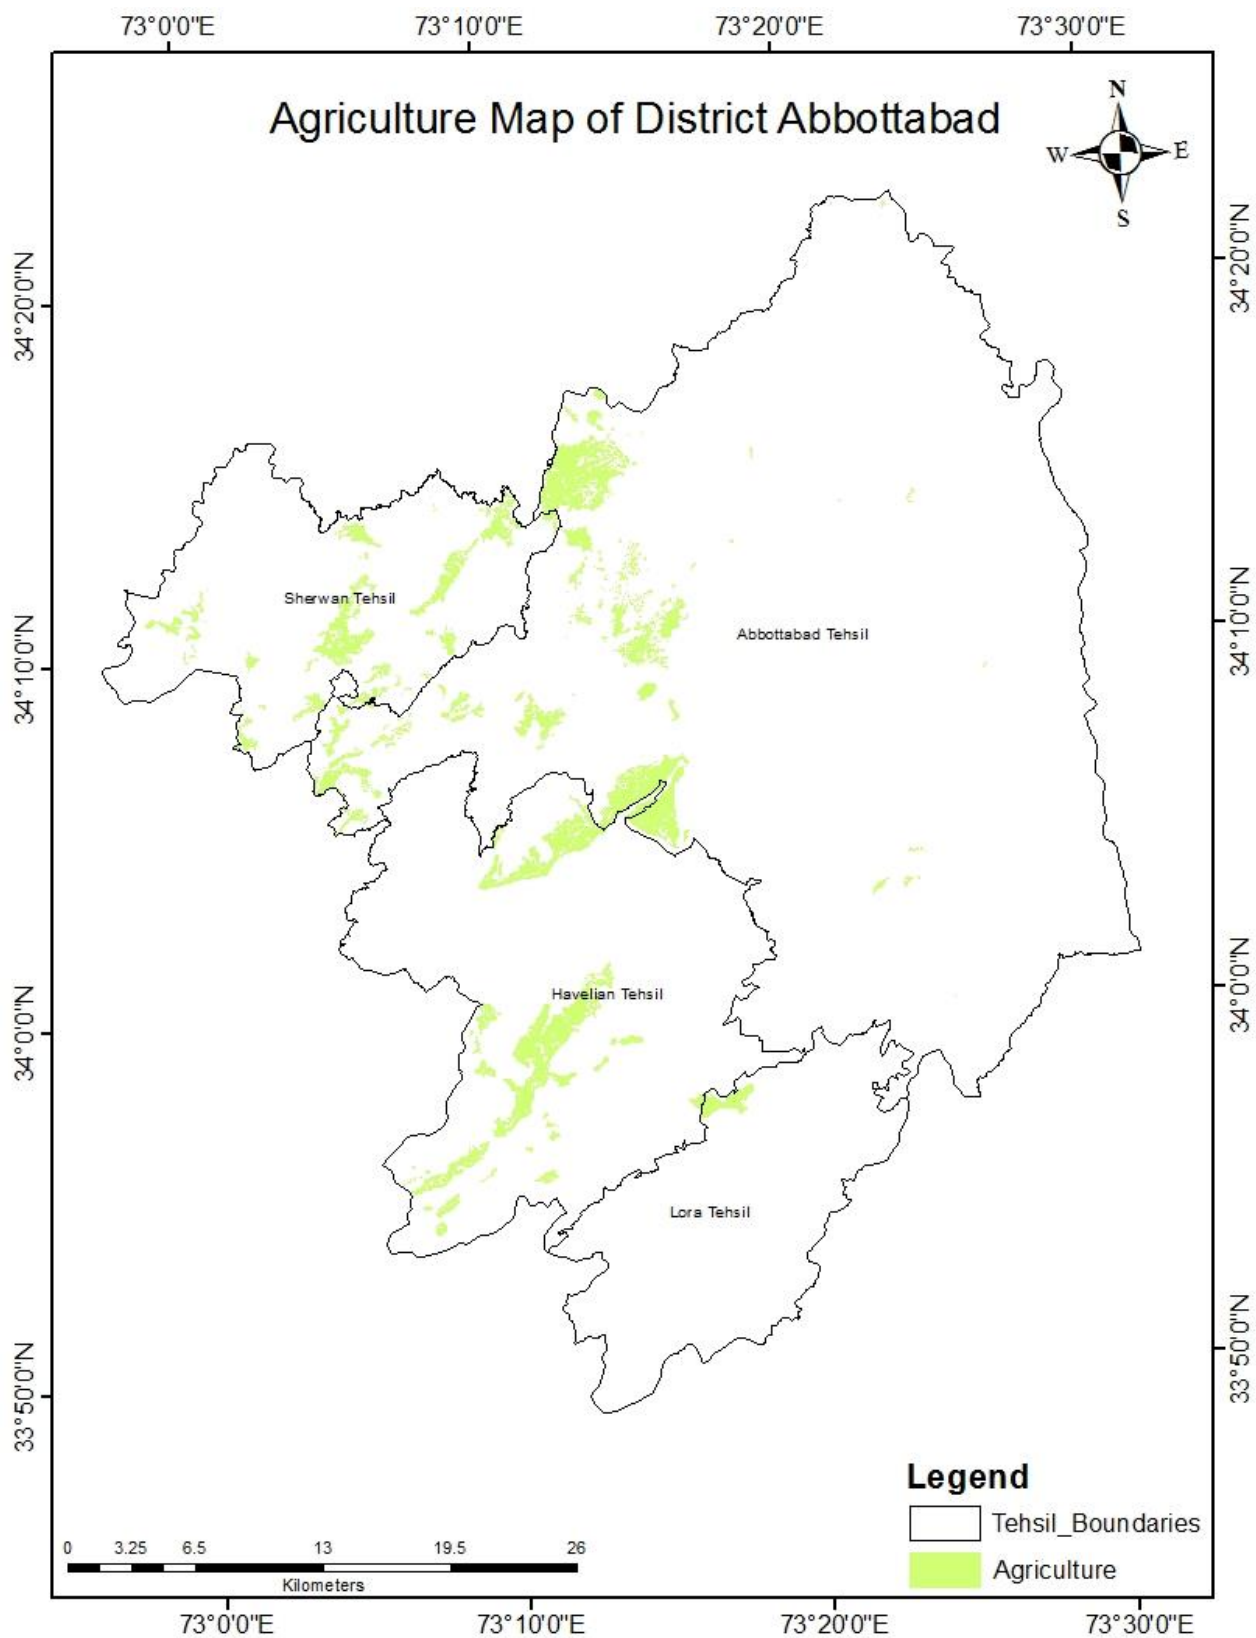 73°0'0"E 73°10'0"E 73°20'0"E 73°30'0"E
Agriculture Map of District Abbottabad
N
W E
S
34°20'0"N
34°20'0"N
Sherwan Tehsil
34°10'0"N
Abbottabad Tehsil
34°10'0"N
34°0'0"N
Havelian Tehsil
34°0'0"N
Lora Tehsil
33°50'0"N
33°50'0"N
Legend
Tehsil_Boundaries
Agriculture
0 3.25 6.5 13 19.5 26
Kilometers
73°0'0"E 73°10'0"E 73°20'0"E 73°30'0"E